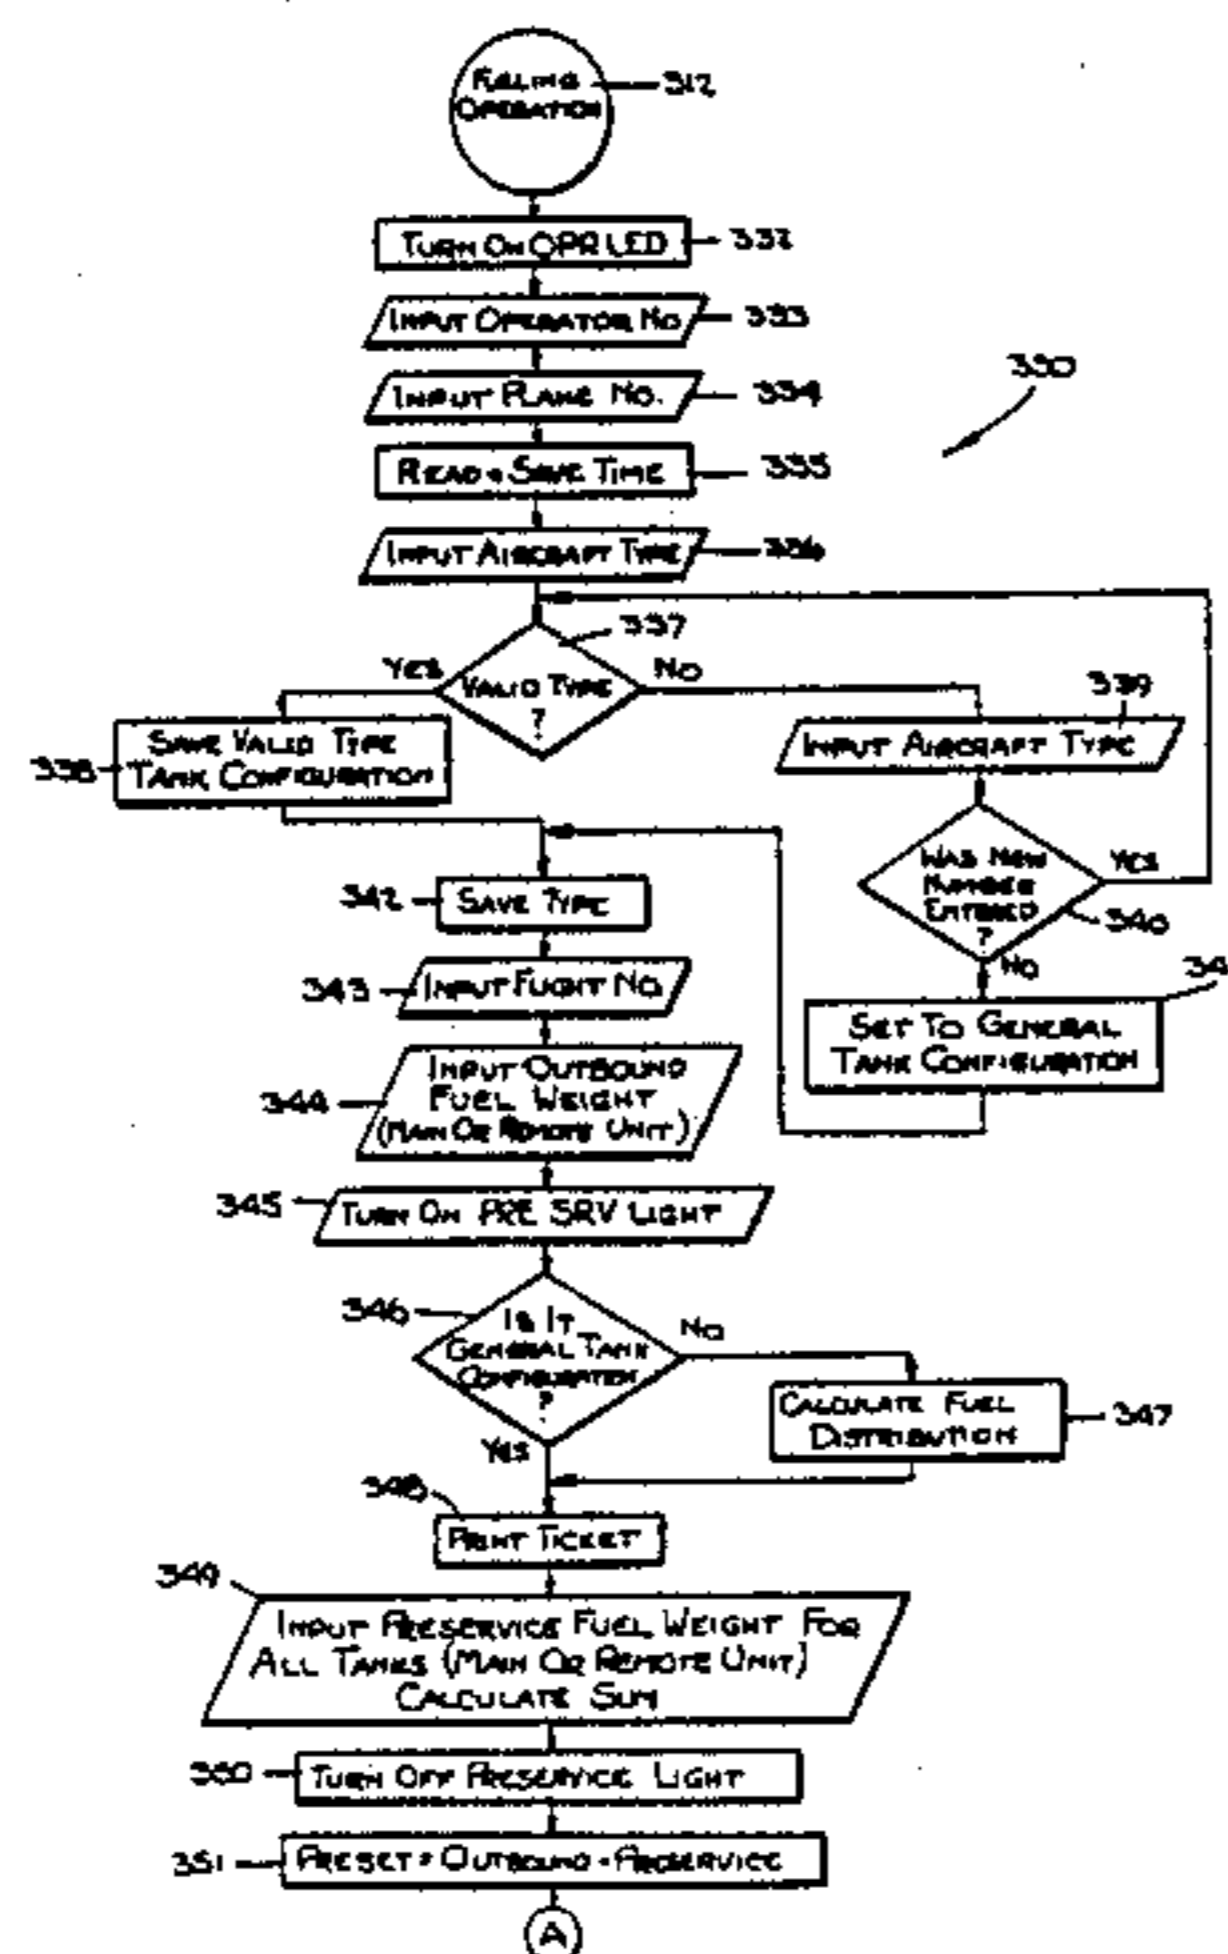 FUELING
OPERATION
312
TURN ON OPR LED
332
INPUT OPERATOR NO
333
INPUT PLANE NO.
334
330
READ & SAVE TIME
335
INPUT AIRCRAFT TYPE
336
337
YES
VALID TYPE
?
NO
339
SAVE VALID TYPE
TANK CONFIGURATION
338
INPUT AIRCRAFT TYPE
WAS NEW
NUMBER
ENTERED
?
YES
340
NO
342
SAVE TYPE
343
INPUT FLIGHT NO.
34
SET TO GENERAL
TANK CONFIGURATION
344
INPUT OUTBOUND
FUEL WEIGHT
(MAIN OR REMOTE UNIT)
345
TURN ON PRE SRV LIGHT
346
IS IT
GENERAL TANK
CONFIGURATION
?
NO
YES
CALCULATE FUEL
DISTRIBUTION
347
348
PRINT TICKET
349
INPUT PRESERVICE FUEL WEIGHT FOR
ALL TANKS (MAIN OR REMOTE UNIT)
CALCULATE SUM
350
TURN OFF PRESERVICE LIGHT
351
PRESET = OUTBOUND - PRESERVICE
A